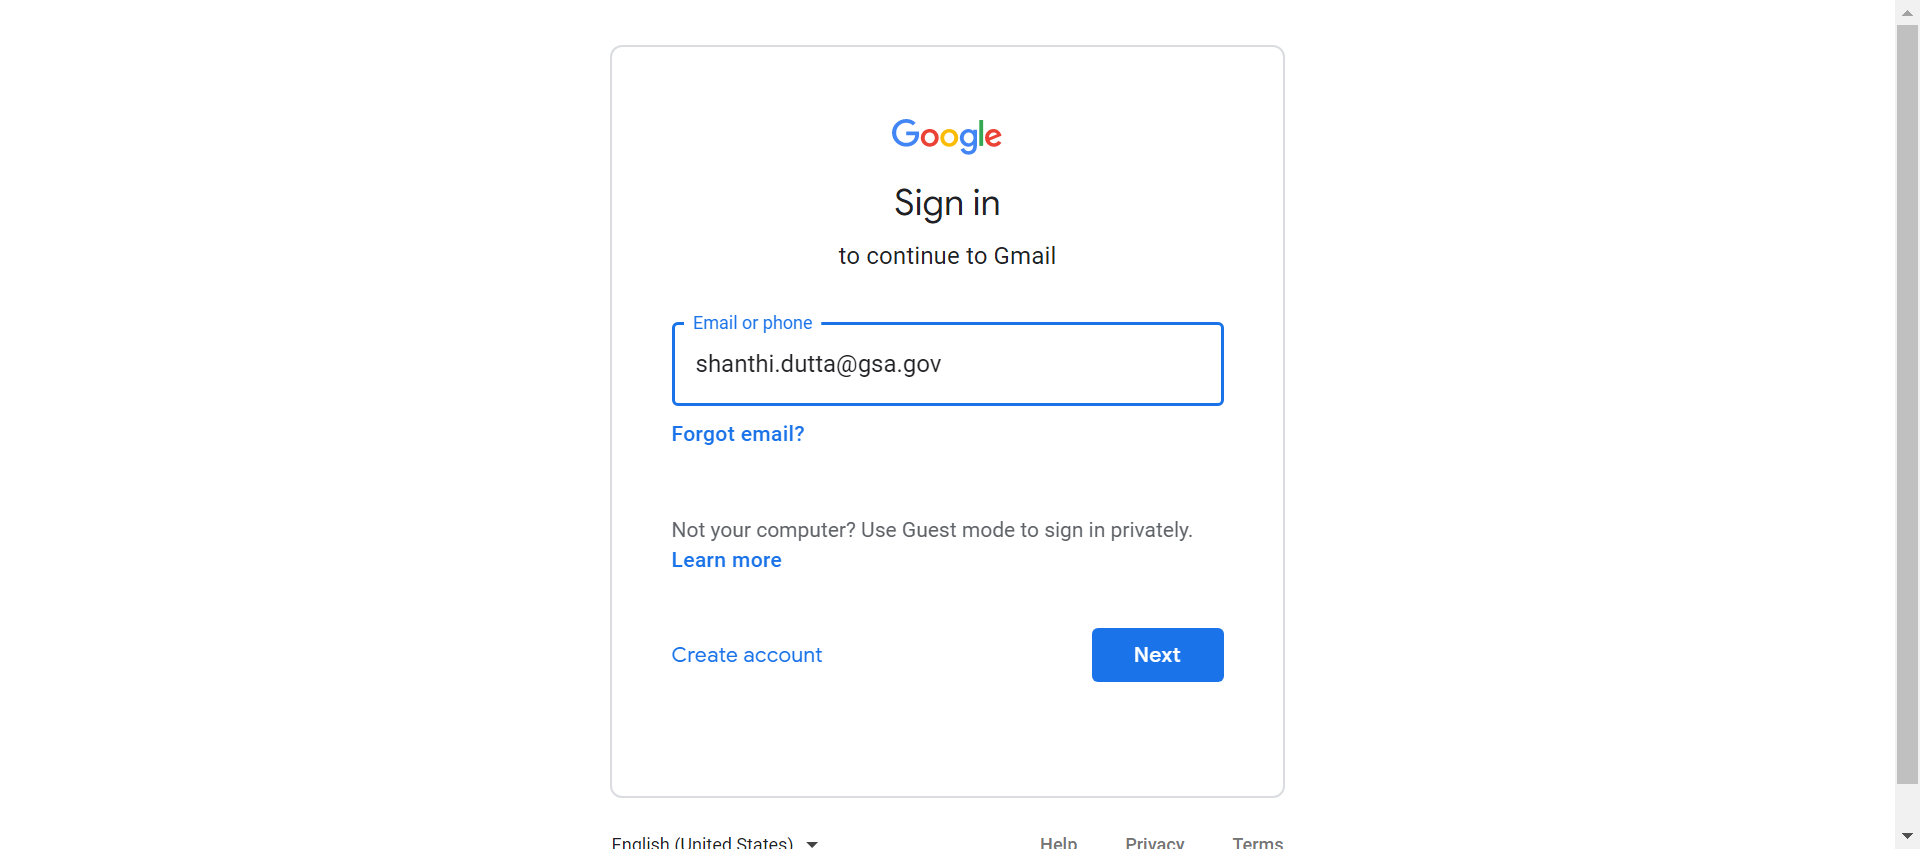 Google
Sign in
to continue to Gmail
Email or phone
shanthi.dutta@gsa.gov
Forgot email?
Not your computer? Use Guest mode to sign in privately.
Learn more
Create account
Next
English (United States)
Help
Privacy
Terms